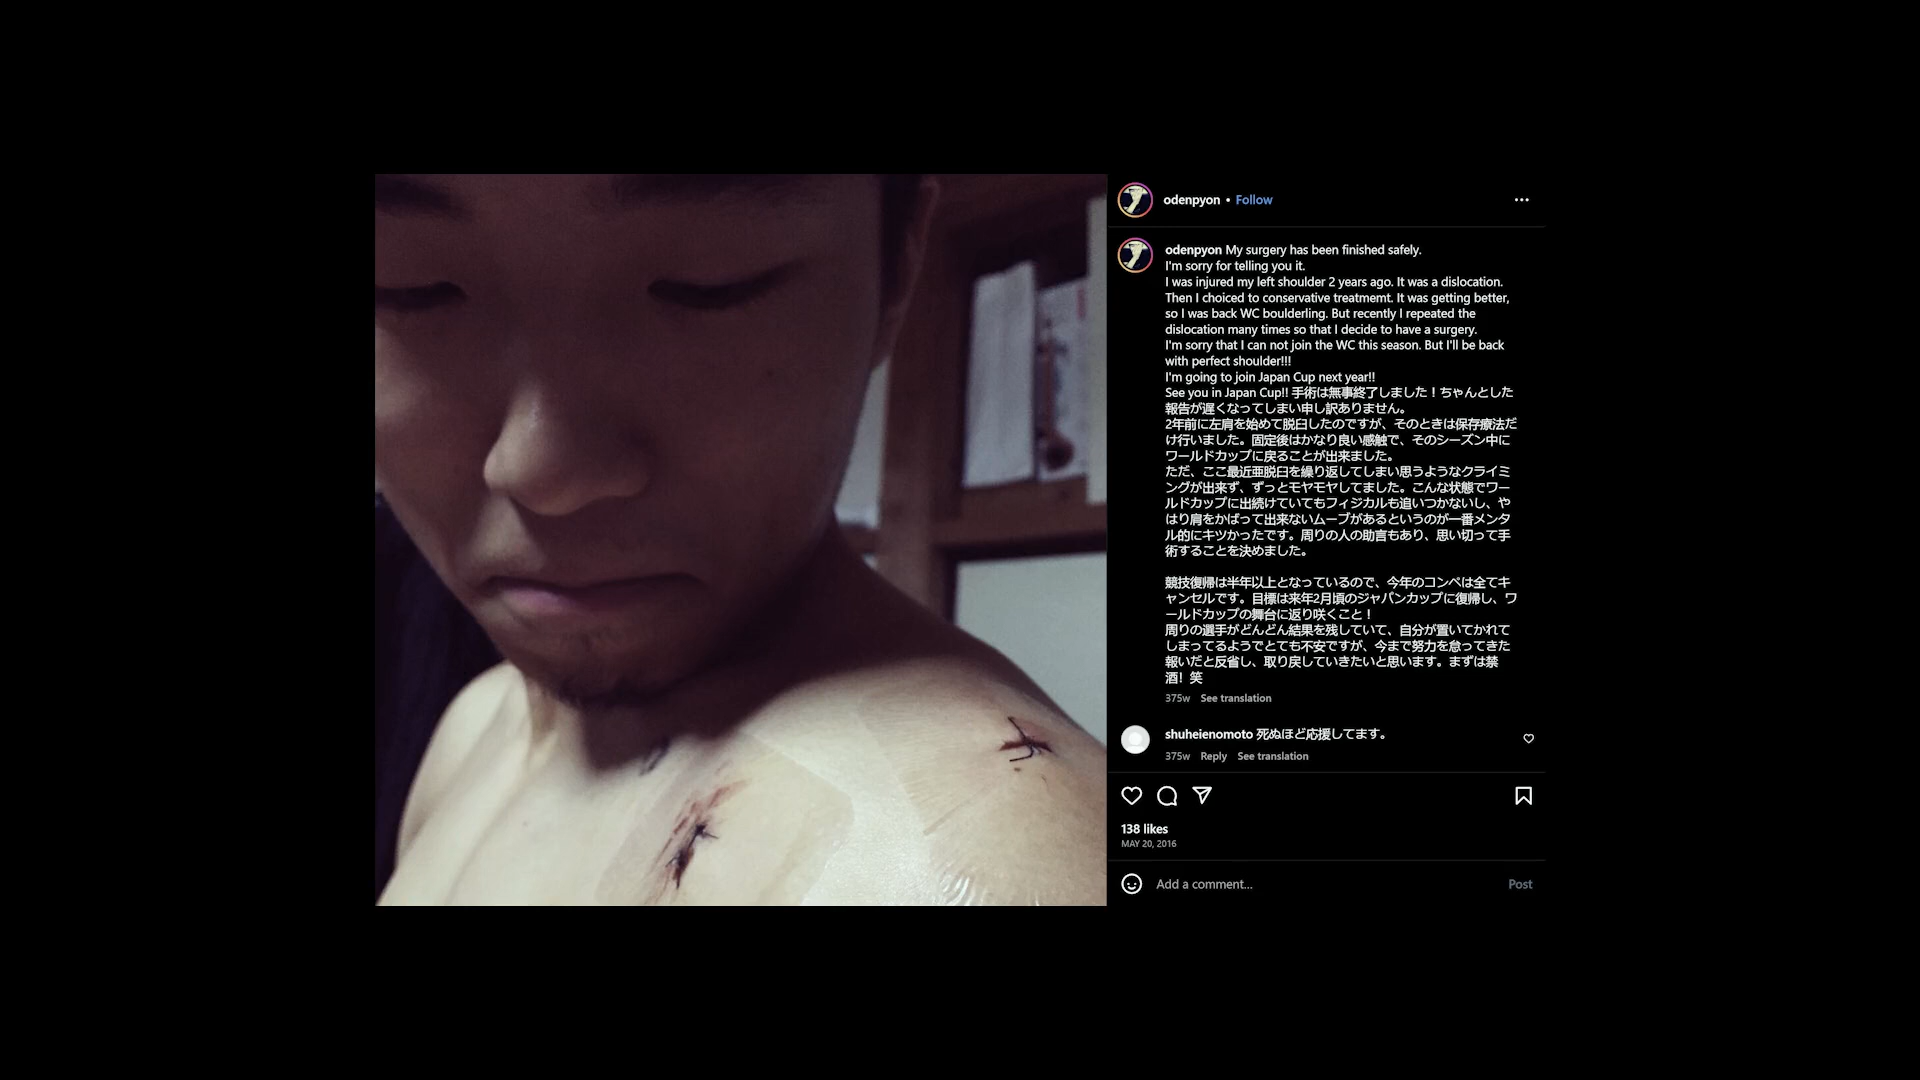 odenpyon • Follow
odenpyon My surgery has been finished safely.
I'm sorry for telling you it.
I was injured my left shoulder 2 years ago. It was a dislocation.
Then I choiced to conservative treatmemt. It was getting better,
so I was back WC boulderling. But recently I repeated the
dislocation many times so that I decide to have a surgery.
I'm sorry that I can not join the WC this season. But I'll be back
with perfect shoulder!!!
I'm going to join Japan Cup next year!!
See you in Japan Cup!! 手術は無事終了しました！ちゃんとした
報告が遅くなってしまい申し訳ありません。
2年前に左肩を始めて脱臼したのですが、そのときは保存療法だ
け行いました。固定後はかなり良い感触で、そのシーズン中に
ワールドカップに戻ることが出来ました。
ただ、ここ最近亜脱臼を繰り返してしまい思うようなクライミ
ングが出来ず、ずっとモヤモヤしてました。こんな状態でワー
ルドカップに出続けていてもフィジカルも追いつかないし、や
はり肩をかばって出来ないムーブがあるというのが一番メンタ
ル的にキツかったです。周りの人の助言もあり、思い切って手
術することを決めました。
競技復帰は半年以上となっているので、今年のコンペは全てキ
ャンセルです。目標は来年2月頃のジャパンカップに復帰し、ワ
ールドカップの舞台に返り咲くこと！
周りの選手がどんどん結果を残していて、自分が置いてかれて
しまってるようでとても不安ですが、今まで努力を怠ってきた
報いだと反省し、取り戻していきたいと思います。まずは禁
酒！笑
375w See translation
shuheienomoto 死ぬほど応援してます。
375w Reply See translation
138 likes
MAY 20, 2016
Add a comment... Post